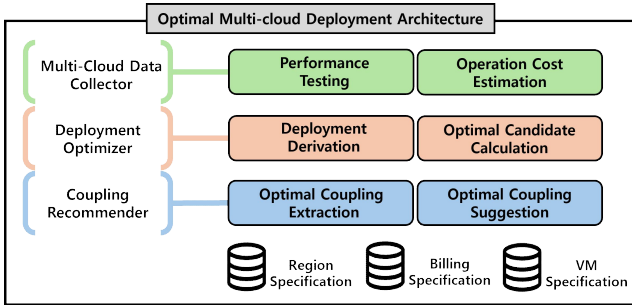 Optimal Multi-cloud Deployment Architecture
Multi-Cloud Data
Collector
Performance
Testing
Operation Cost
Estimation
Deployment
Optimizer
Deployment
Derivation
Optimal Candidate
Calculation
Coupling
Recommender
Optimal Coupling
Extraction
Optimal Coupling
Suggestion
Region
Specification
Billing
Specification
VM
Specification